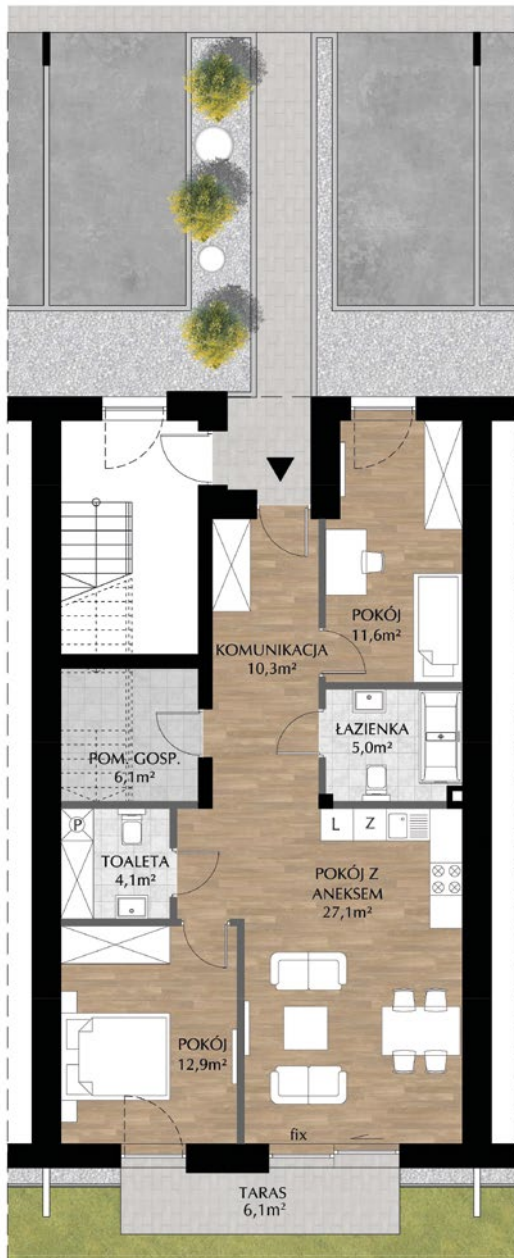 POKÓJ
11,6m²
KOMUNIKACJA
10,3m²
ŁAZIENKA
5,0m²
POM. GOSP.
6,1m²
P
TOALETA
4,1m²
L
Z
POKÓJ Z
ANEKSEM
27,1m²
POKÓJ
12,9m²
fix
TARAS
6,1m²